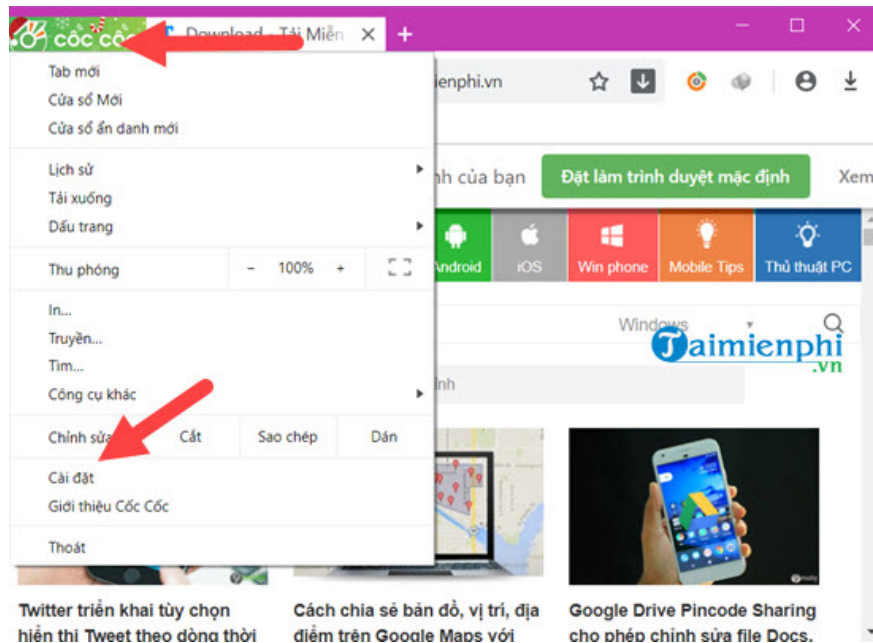 cốc cốc
Download - Tải Miễn
Tab mới
Cửa sổ Mới
Cửa sổ ẩn danh mới
ienphi.vn
Lịch sử
Tải xuống
Dấu trang
nh của bạn Đặt làm trình duyệt mặc định Xem
Thu phóng - 100% +
Android iOS Win phone Mobile Tips Thủ thuật PC
In...
Truyền...
Tìm...
Công cụ khác
Windows
Taimienphi
.vn
ính
Chỉnh sửa Cắt Sao chép Dán
Cài đặt
Giới thiệu Cốc Cốc
Thoát
Twitter triển khai tùy chọn
hiển thị Tweet theo dòng thời
Cách chia sẻ bản đồ, vị trí, địa
điểm trên Google Maps với
Google Drive Pincode Sharing
cho phép chỉnh sửa file Docs,